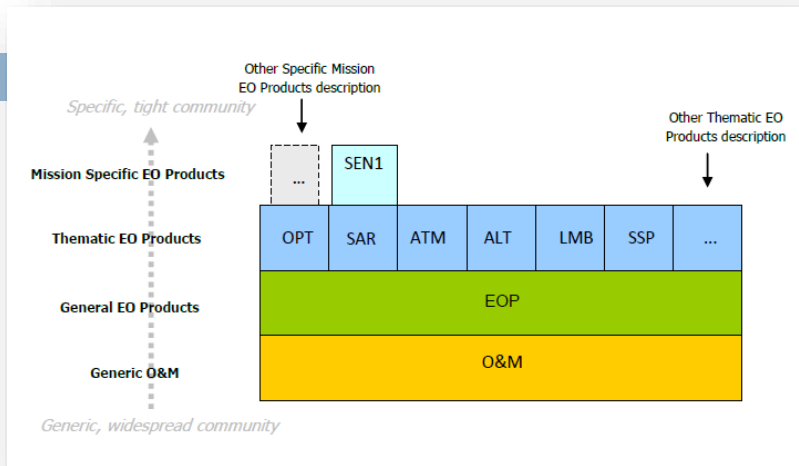 Other Specific Mission
EO Products description
Specific, tight community
Other Thematic EO
Products description
Mission Specific EO Products
...
SEN1
Thematic EO Products
OPT
SAR
ATM
ALT
LMB
SSP
...
General EO Products
EOP
Generic O&M
O&M
Generic, widespread community